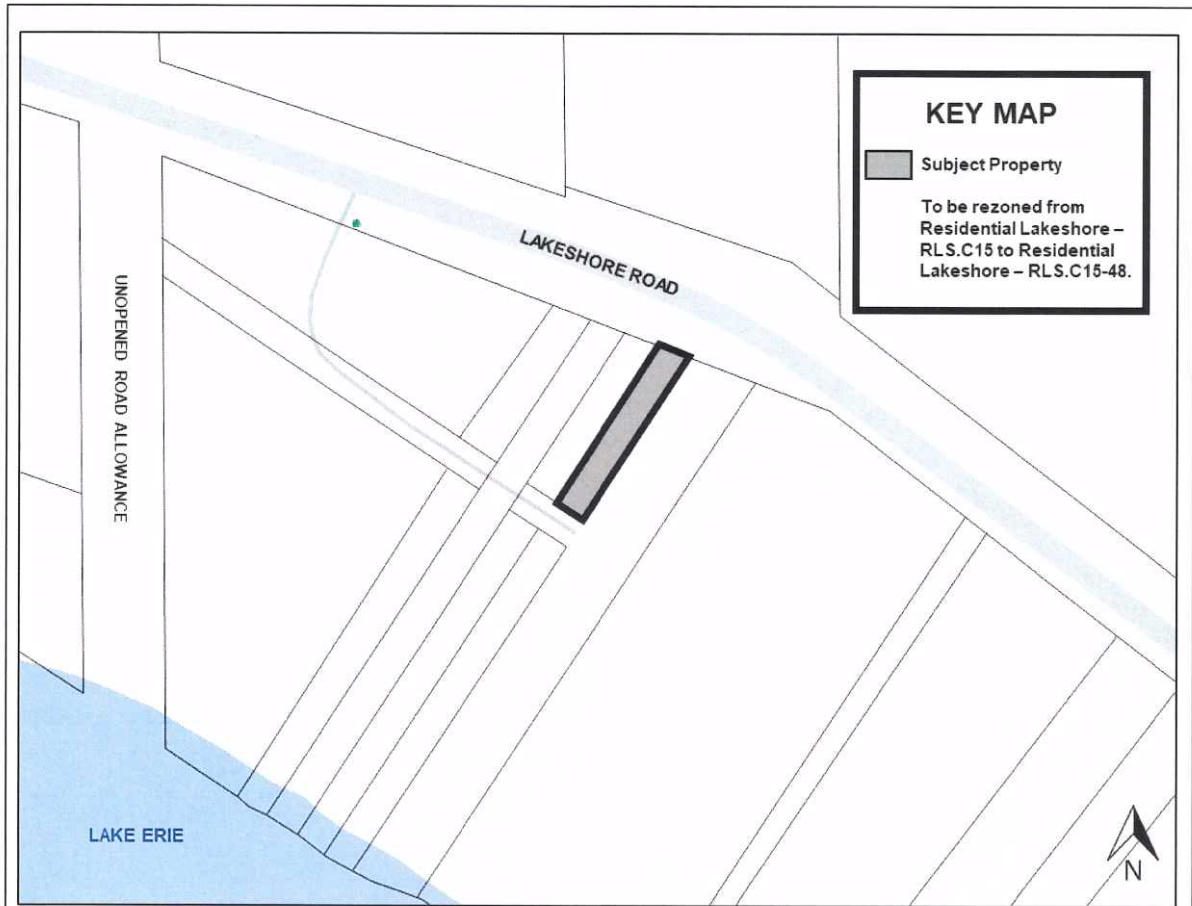 KEY MAP
Subject Property
To be rezoned from
Residential Lakeshore –
RLS.C15 to Residential
Lakeshore – RLS.C15-48.
LAKESHORE ROAD
UNOPENED ROAD ALLOWANCE
LAKE ERIE
N